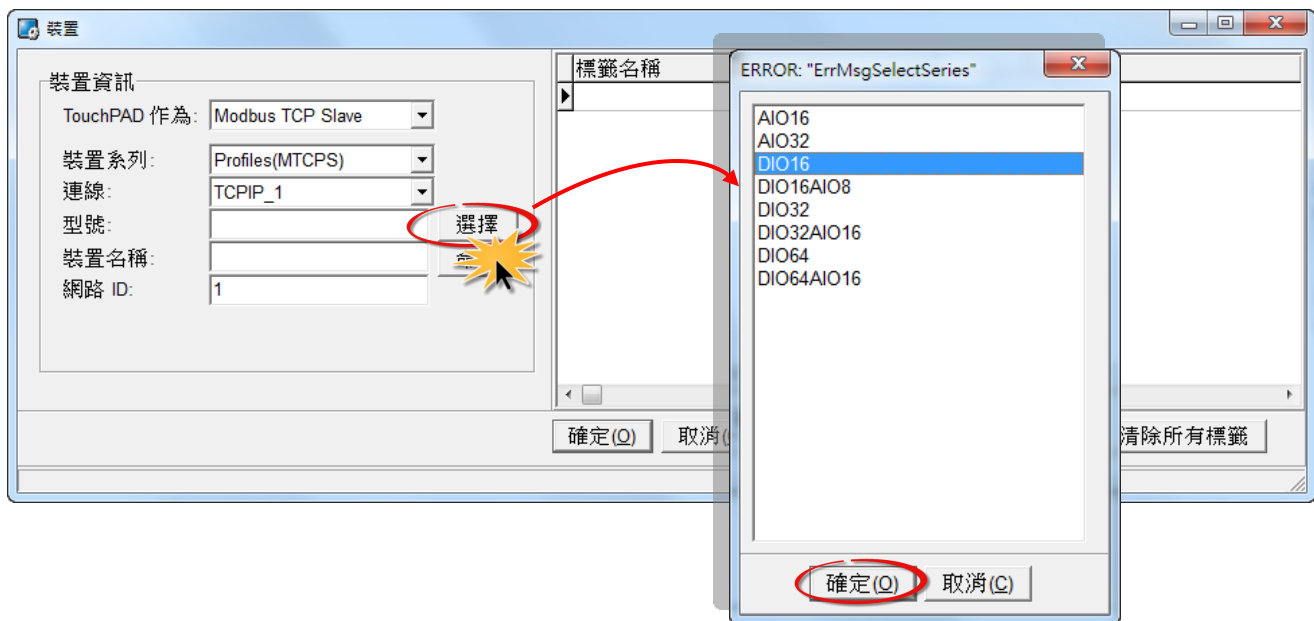 裝置
裝置資訊
TouchPAD 作為: Modbus TCP Slave
裝置系列: Profiles(MTCPS)
連線: TCPIP_1
型號: 選擇
裝置名稱:
網路 ID: 1
標籤名稱
確定(O) 取消(
清除所有標籤
ERROR: "ErrMsgSelectSeries"
AIO16
AIO32
DIO16
DIO16AIO8
DIO32
DIO32AIO16
DIO64
DIO64AIO16
確定(O) 取消(C)